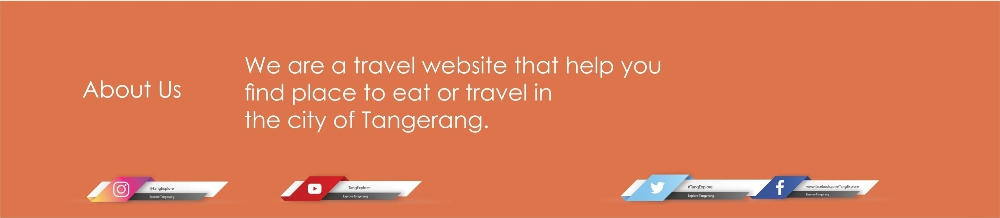 About Us
We are a travel website that help you
find place to eat or travel in
the city of Tangerang.
@TangExplore
Explore Tangerang
TangExplore
Explore Tangerang
#TangExplore
Explore Tangerang
www.facebook.com/TangExplore
Explore Tangerang